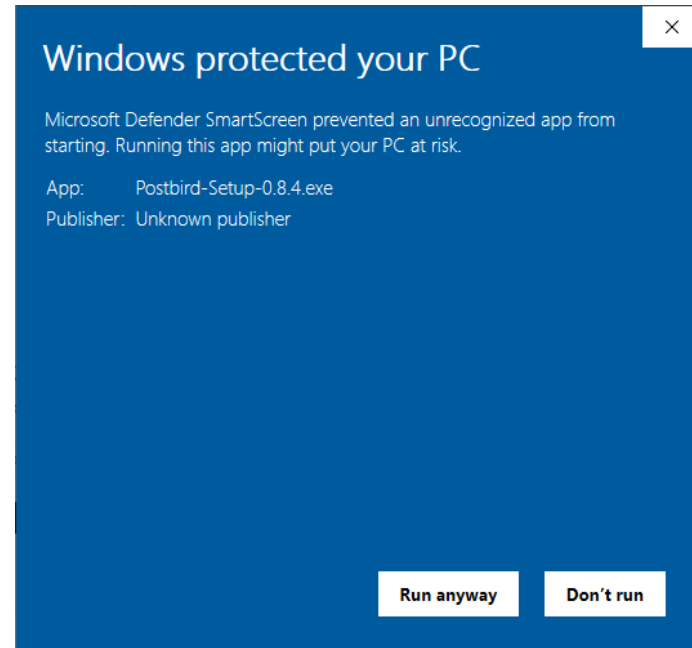 Windows protected your PC
Microsoft Defender SmartScreen prevented an unrecognized app from
starting. Running this app might put your PC at risk.
App: Postbird-Setup-0.8.4.exe
Publisher: Unknown publisher
Run anyway Don't run